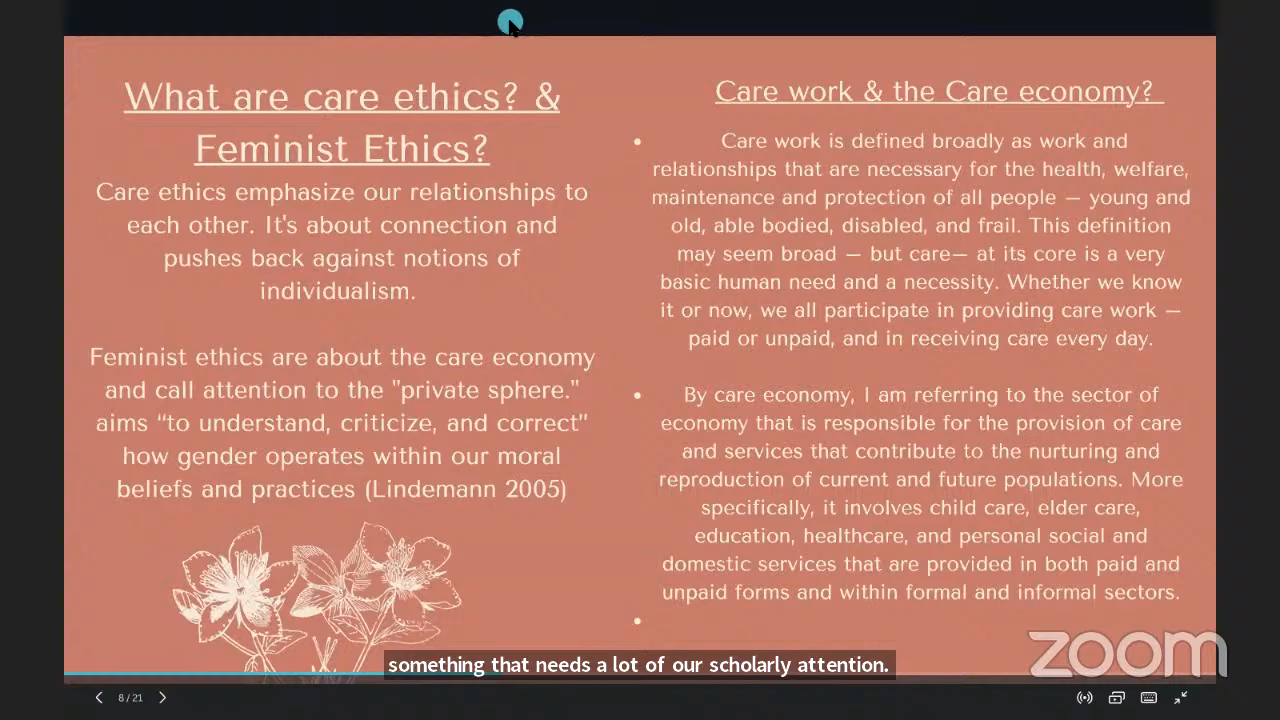 What are care ethics? &
Feminist Ethics?
Care ethics emphasize our relationships to
each other. It's about connection and
pushes back against notions of
individualism.
Feminist ethics are about the care economy
and call attention to the "private sphere."
aims “to understand, criticize, and correct”
how gender operates within our moral
beliefs and practices (Lindemann 2005)
Care work & the Care economy?
• Care work is defined broadly as work and
relationships that are necessary for the health, welfare,
maintenance and protection of all people – young and
old, able bodied, disabled, and frail. This definition
may seem broad – but care– at its core is a very
basic human need and a necessity. Whether we know
it or now, we all participate in providing care work –
paid or unpaid, and in receiving care every day.
• By care economy, I am referring to the sector of
economy that is responsible for the provision of care
and services that contribute to the nurturing and
reproduction of current and future populations. More
specifically, it involves child care, elder care,
education, healthcare, and personal social and
domestic services that are provided in both paid and
unpaid forms and within formal and informal sectors.
•
something that needs a lot of our scholarly attention.
zoom
8 / 21